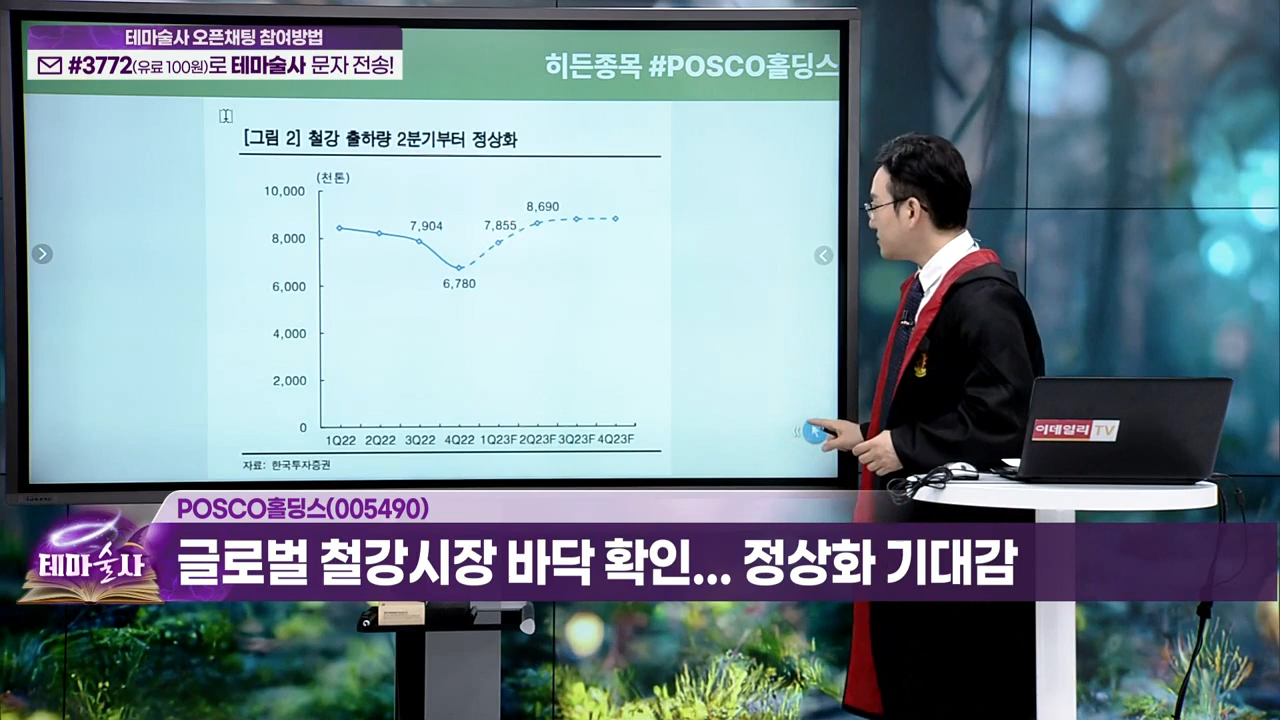 테마술사 오픈채팅 참여방법
#3772(유료 100원)로 테마술사 문자 전송!
히든종목 #POSCO홀딩스
[그림 2] 철강 출하량 2분기부터 정상화
(천톤)
10,000
8,000
6,000
4,000
2,000
0
7,904
6,780
7,855
8,690
1Q22 2Q22 3Q22 4Q22 1Q23F 2Q23F 3Q23F 4Q23F
자료: 한국투자증권
이데일리 TV
POSCO홀딩스(005490)
테마술사
글로벌 철강시장 바닥 확인... 정상화 기대감